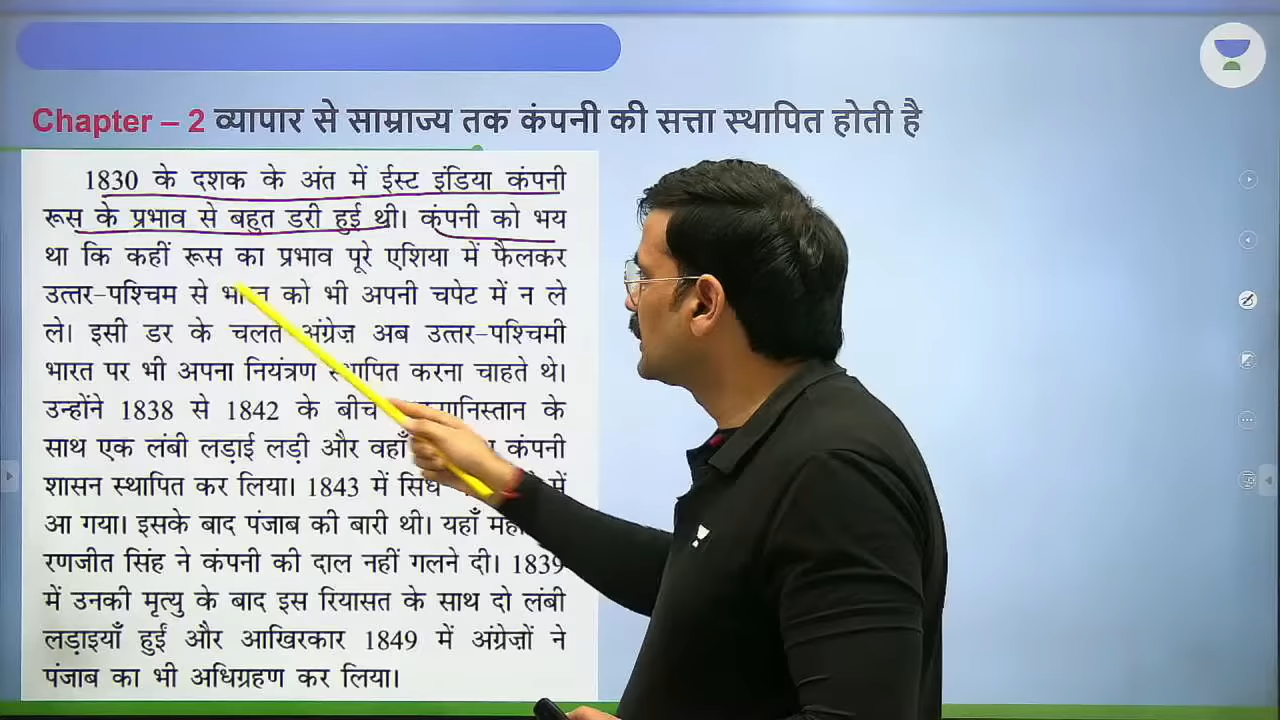 Chapter – 2 व्यापार से साम्राज्य तक कंपनी की सत्ता स्थापित होती है
1830 के दशक के अंत में ईस्ट इंडिया कंपनी
रूस के प्रभाव से बहुत डरी हुई थी। कंपनी को भय
था कि कहीं रूस का प्रभाव पूरे एशिया में फैलकर
उत्तर-पश्चिम से को भी अपनी चपेट में न ले
ले। इसी डर के चलते अंग्रेज़ अब उत्तर-पश्चिमी
भारत पर भी अपना नियंत्रण स्थापित करना चाहते थे।
उन्होंने 1838 से 1842 के बीच के
साथ एक लंबी लड़ाई लड़ी और वहाँ कंपनी
शासन स्थापित कर लिया। 1843 में सिंध में
आ गया। इसके बाद पंजाब की बारी थी। यहाँ
रणजीत सिंह ने कंपनी की दाल नहीं गलने दी। 1839
में उनकी मृत्यु के बाद इस रियासत के साथ दो लंबी
लड़ाइयाँ हुईं और आखिरकार 1849 में अंग्रेज़ों ने
पंजाब का भी अधिग्रहण कर लिया।